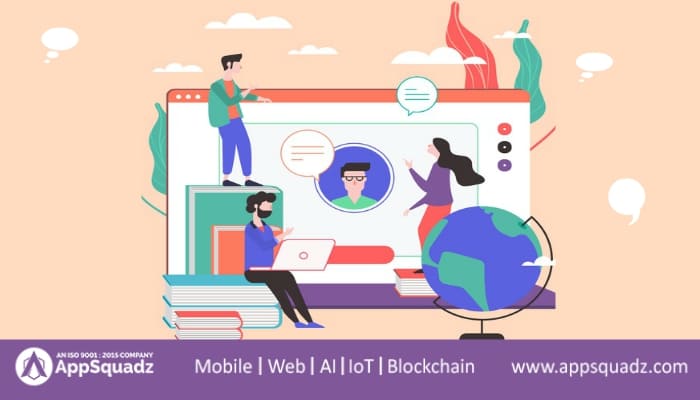 AN ISO 9001 : 2015 COMPANY
AppSquadz
Mobile | Web | AI | IoT | Blockchain
www.appsquadz.com